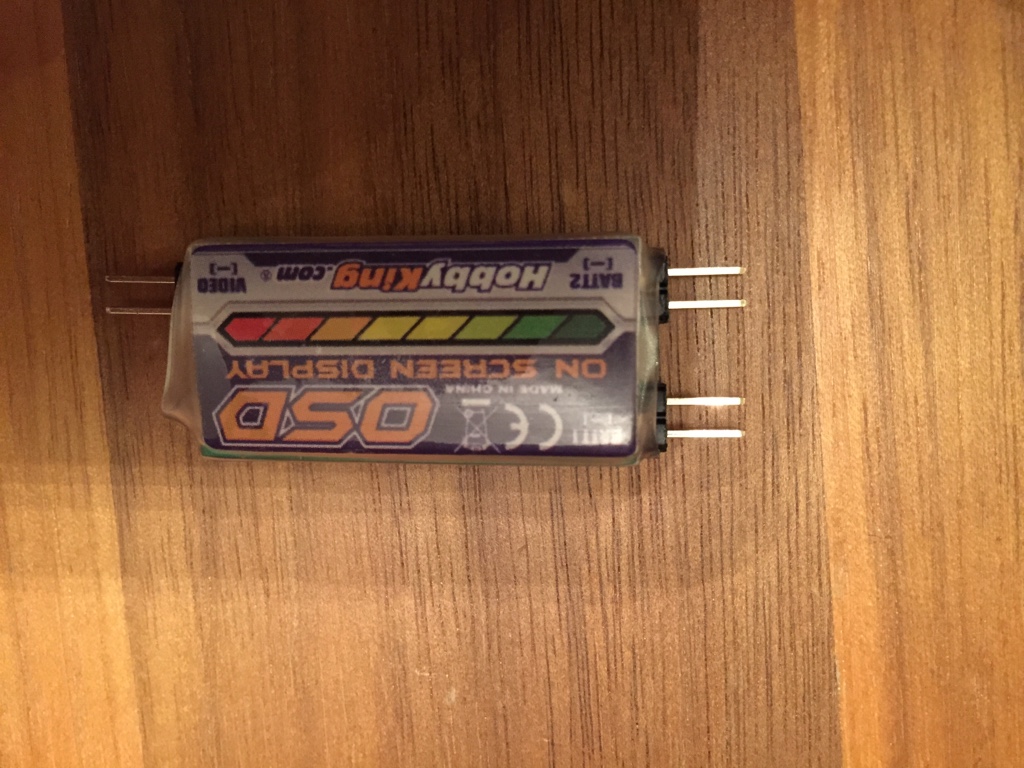 BATT1
[−]
MADE IN CHINA
OSD
ON SCREEN DISPLAY
BATT2
[−]
HobbyKing.com®
VIDEO
[−]